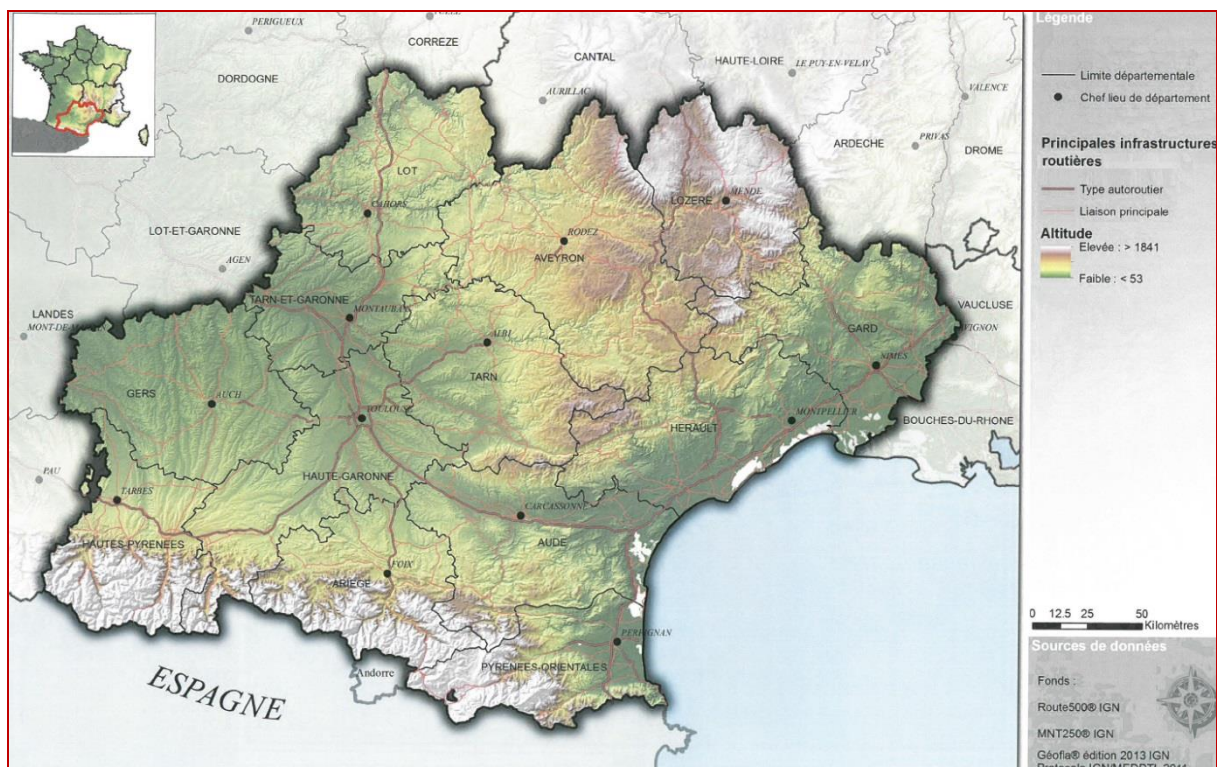 PERIGUEUX
CORREZE
CANTAL
HAUTE-LOIRE
LE PUY-EN-VELAY
DORDOGNE
AURILLAC
VALENCE
ARDECHE
PRIVAS
DROME
LOT
CAHORS
LOZERE
MENDE
LOT-ET-GARONNE
AGEN
RODEZ
AVEYRON
TARN-ET-GARONNE
MONTAUBAN
LANDES
VAUCLUSE
GARD
ALBI
NIMES
TARN
GERS
AUCH
TOULOUSE
MONTPELLIER
HERAULT
BOUCHES-DU-RHONE
PAU
HAUTE-GARONNE
TARBES
CARCASSONNE
HAUTES-PYRENEES
AUDE
FOIX
ARIEGE
PERPIGNAN
PYRENEES-ORIENTALES
Andorre
ESPAGNE
Légende
Limite départementale
Chef lieu de département
Principales infrastructures
routières
Type autoroutier
Liaison principale
Altitude
Elevée : > 1841
Faible : < 53
0 12.5 25 50
Kilomètres
Sources de données
Fonds :
Route500® IGN
MNT250® IGN
Géofla® édition 2013 IGN